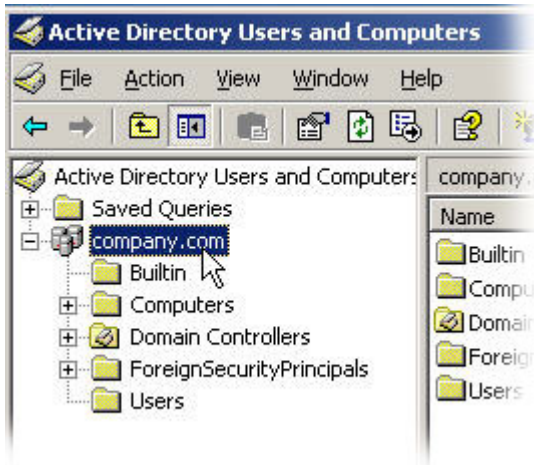 Active Directory Users and Computers
File Action View Window Help
Active Directory Users and Computers
Saved Queries
company.com
Builtin
Computers
Domain Controllers
ForeignSecurityPrincipals
Users
company.
Name
Builtin
Compu
Domain
Foreig
Users